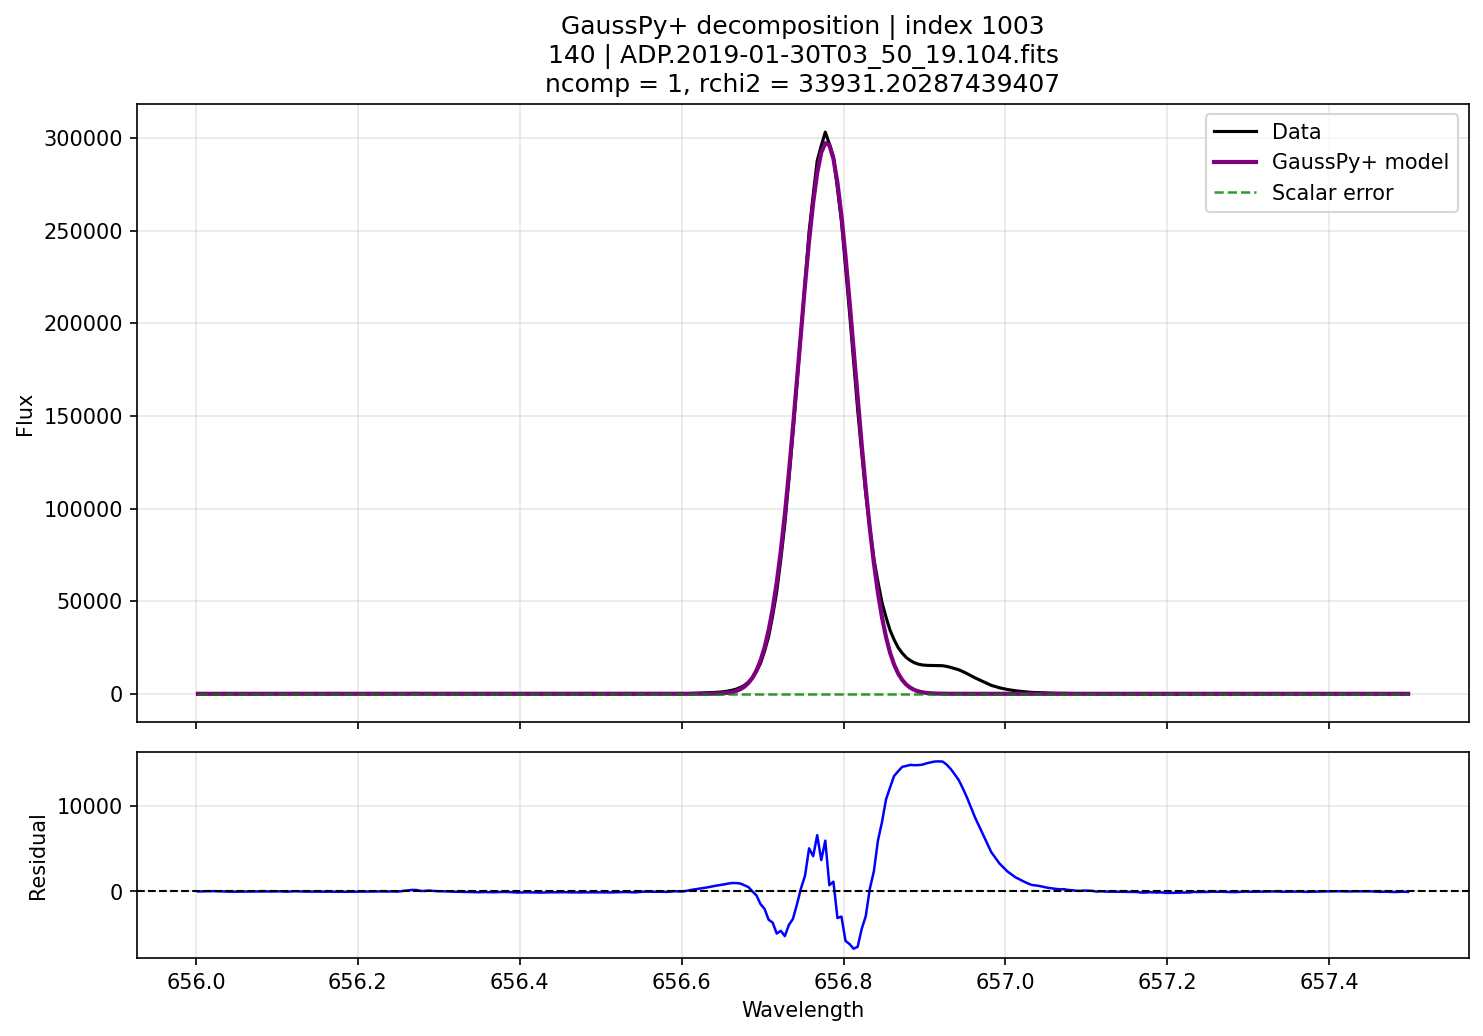 GaussPy+ decomposition | index 1003
140 | ADP.2019-01-30T03_50_19.104.fits
ncomp = 1, rchi2 = 33931.20287439407
Data
GaussPy+ model
Scalar error
Flux
300000
250000
200000
150000
100000
50000
0
Residual
10000
0
656.0 656.2 656.4 656.6 656.8 657.0 657.2 657.4
Wavelength